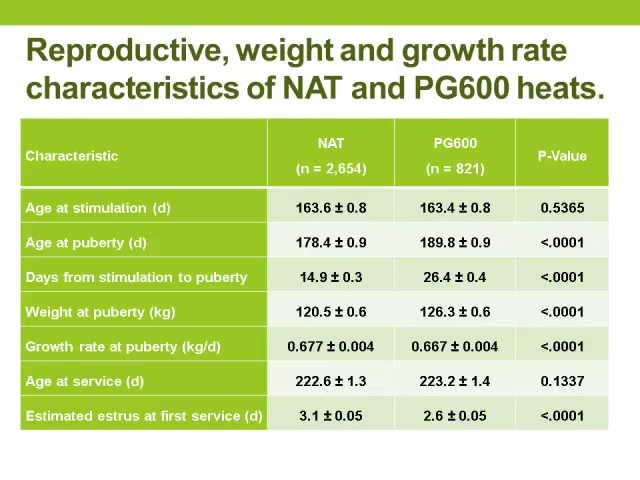 Reproductive, weight and growth rate
characteristics of NAT and PG600 heats.
Characteristic NAT (n = 2,654) PG600 (n = 821) P-Value
Age at stimulation (d) 163.6 ± 0.8 163.4 ± 0.8 0.5365
Age at puberty (d) 178.4 ± 0.9 189.8 ± 0.9 <.0001
Days from stimulation to puberty 14.9 ± 0.3 26.4 ± 0.4 <.0001
Weight at puberty (kg) 120.5 ± 0.6 126.3 ± 0.6 <.0001
Growth rate at puberty (kg/d) 0.677 ± 0.004 0.667 ± 0.004 <.0001
Age at service (d) 222.6 ± 1.3 223.2 ± 1.4 0.1337
Estimated estrus at first service (d) 3.1 ± 0.05 2.6 ± 0.05 <.0001